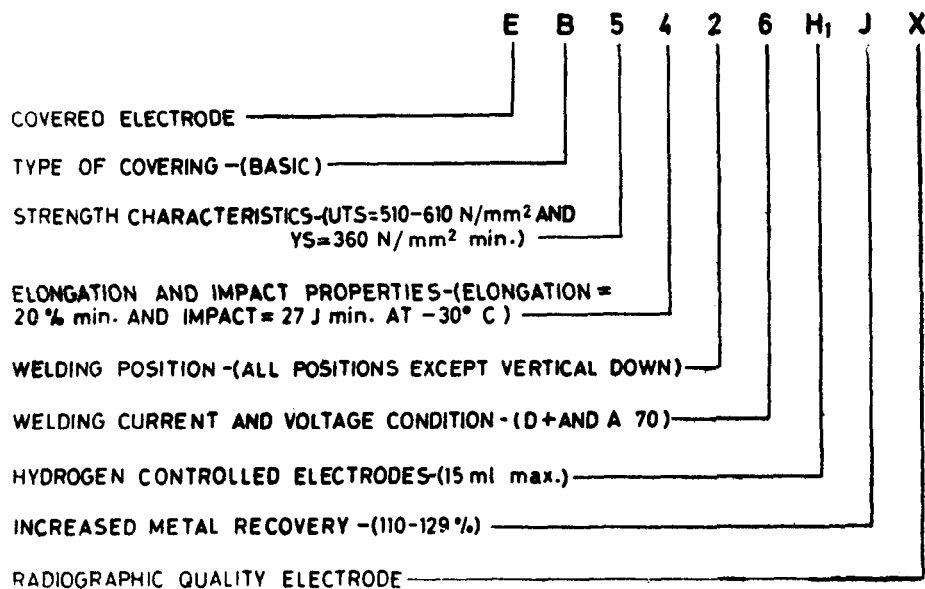 E B 5 4 2 6 H₁ J X
COVERED ELECTRODE
TYPE OF COVERING -(BASIC)
STRENGTH CHARACTERISTICS-(UTS=510-610 N/mm² AND
YS=360 N/mm² min.)
ELONGATION AND IMPACT PROPERTIES-(ELONGATION =
20 % min. AND IMPACT= 27 J min. AT -30° C )
WELDING POSITION -(ALL POSITIONS EXCEPT VERTICAL DOWN)
WELDING CURRENT AND VOLTAGE CONDITION - (D+AND A 70)
HYDROGEN CONTROLLED ELECTRODES-(15 ml max.)
INCREASED METAL RECOVERY -(110-129 %)
RADIOGRAPHIC QUALITY ELECTRODE